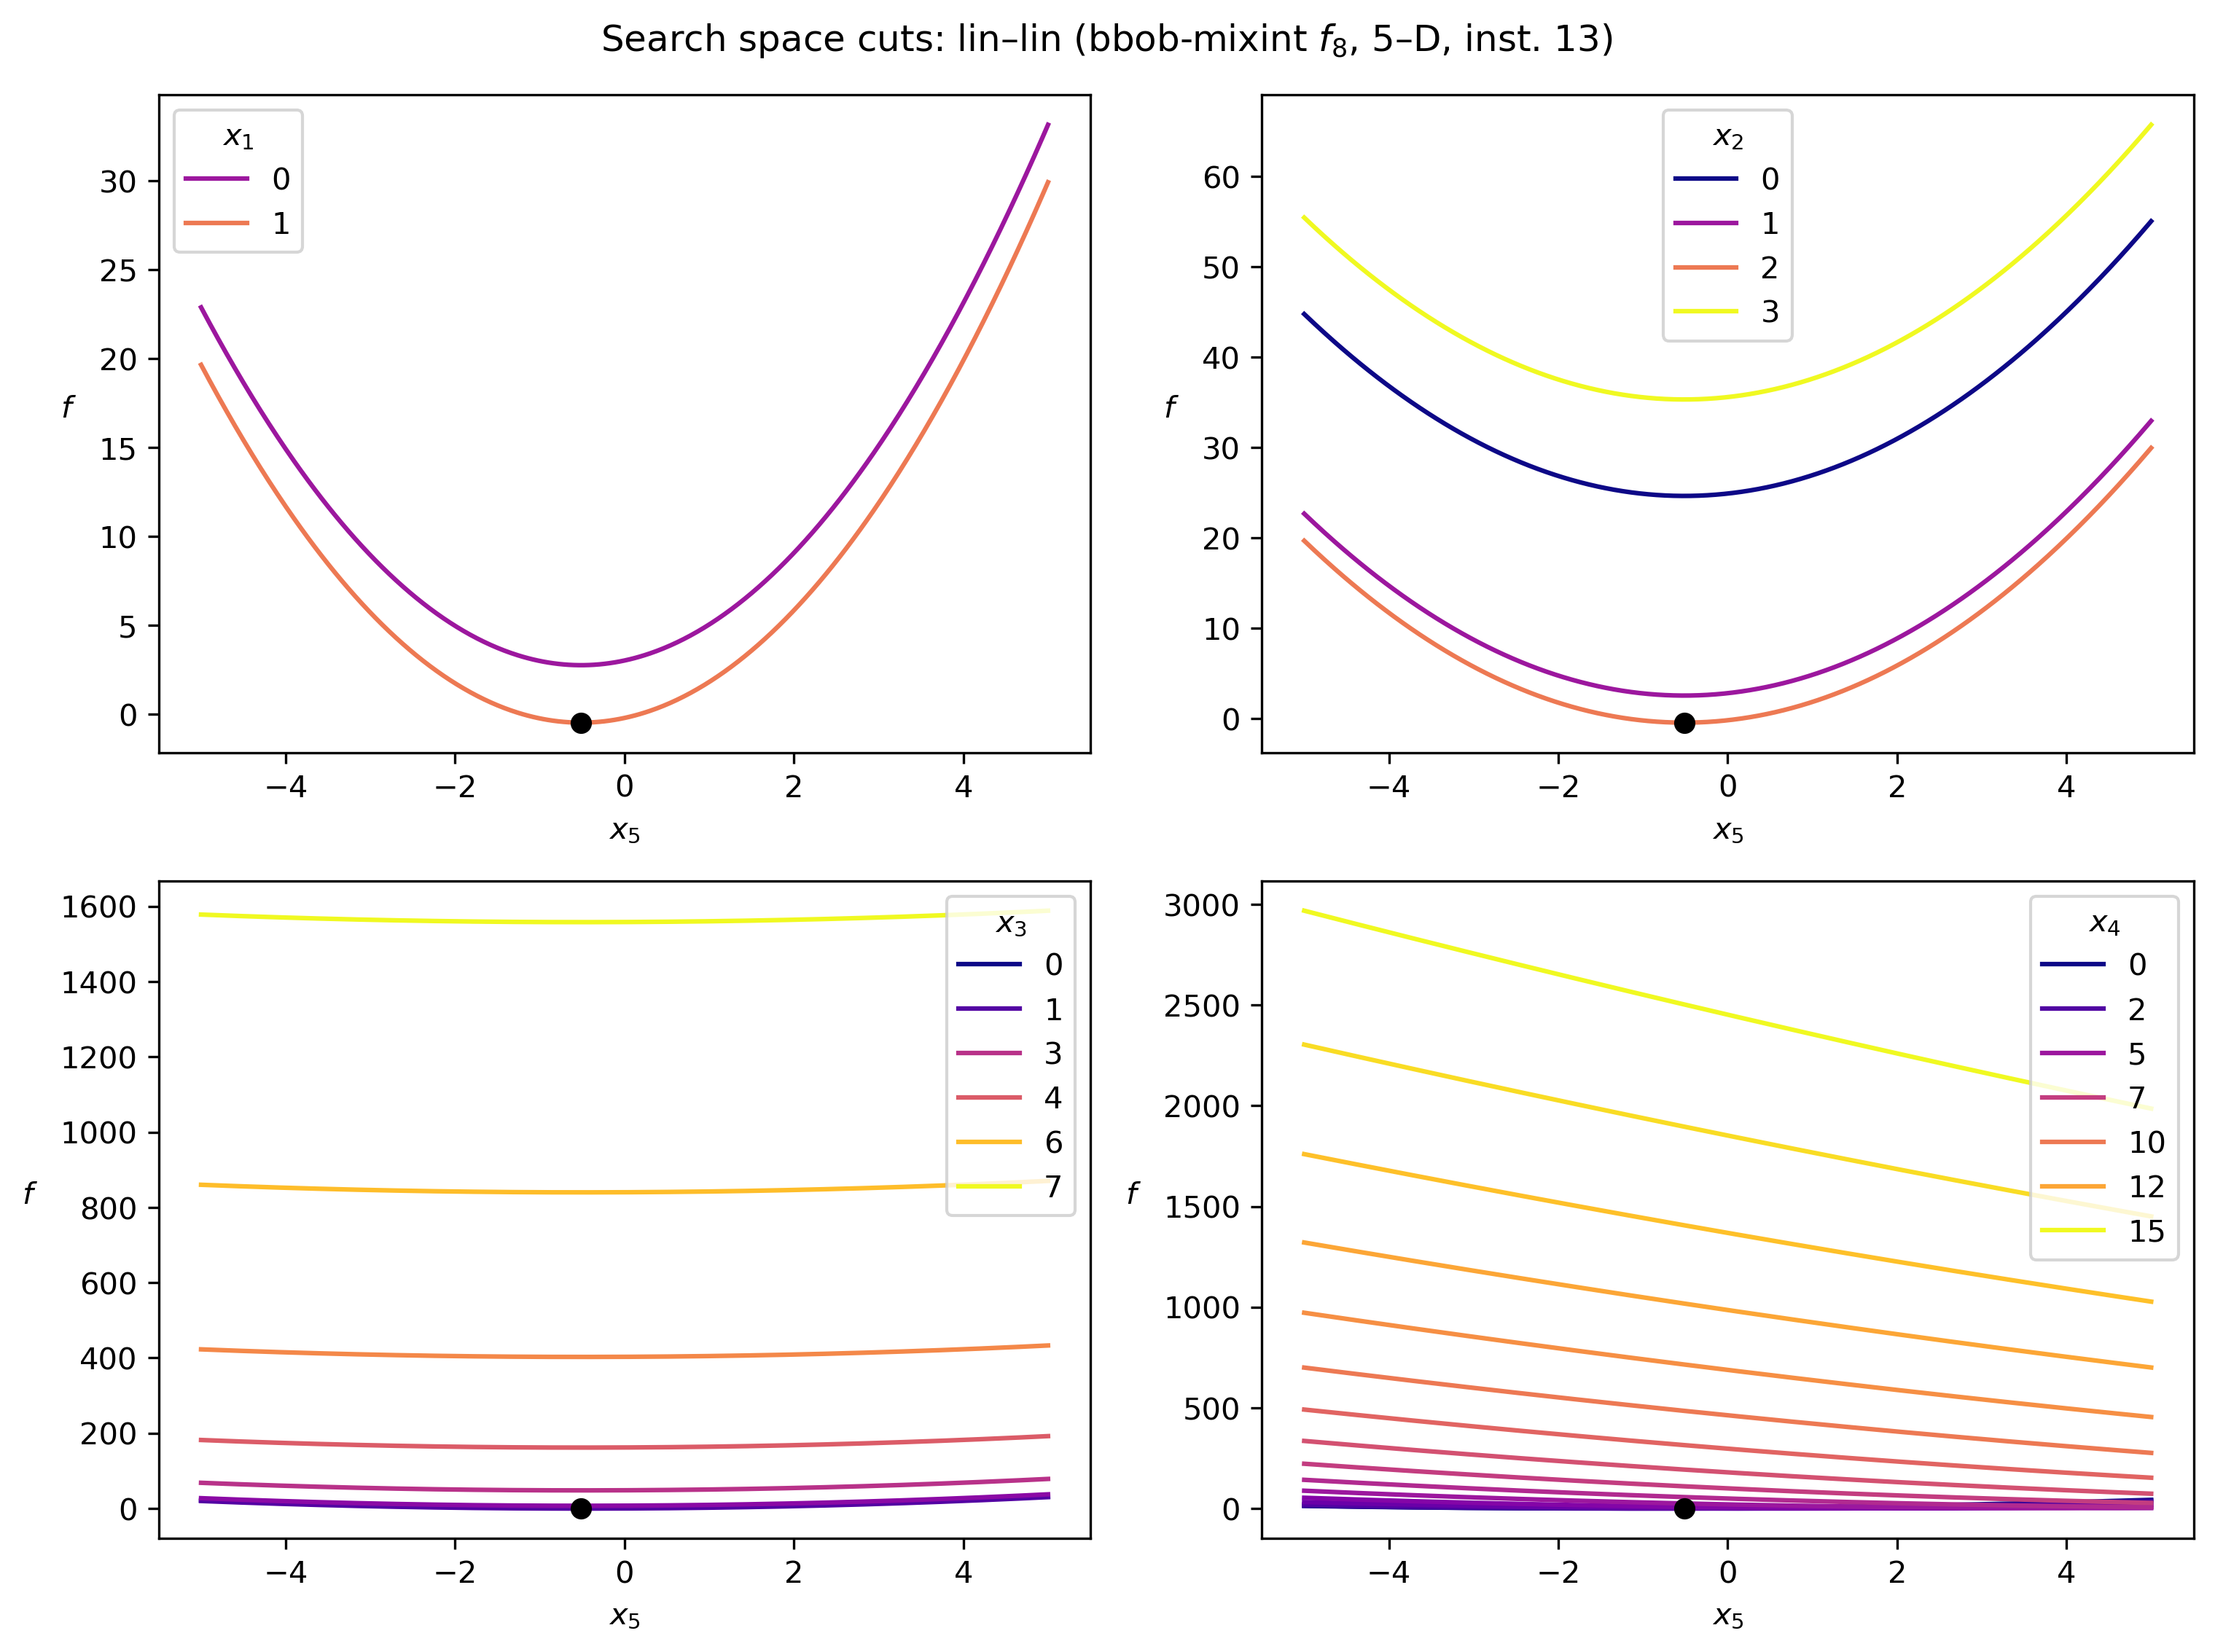 Search space cuts: lin–lin (bbob-mixint f₈, 5–D, inst. 13)
x₁
0
1
30
25
20
15
10
5
0
f
−4 −2 0 2 4
x₅
x₂
0
1
2
3
60
50
40
30
20
10
0
f
−4 −2 0 2 4
x₅
x₃
0
1
3
4
6
7
1600
1400
1200
1000
800
600
400
200
0
f
−4 −2 0 2 4
x₅
x₄
0
2
5
7
10
12
15
3000
2500
2000
1500
1000
500
0
f
−4 −2 0 2 4
x₅